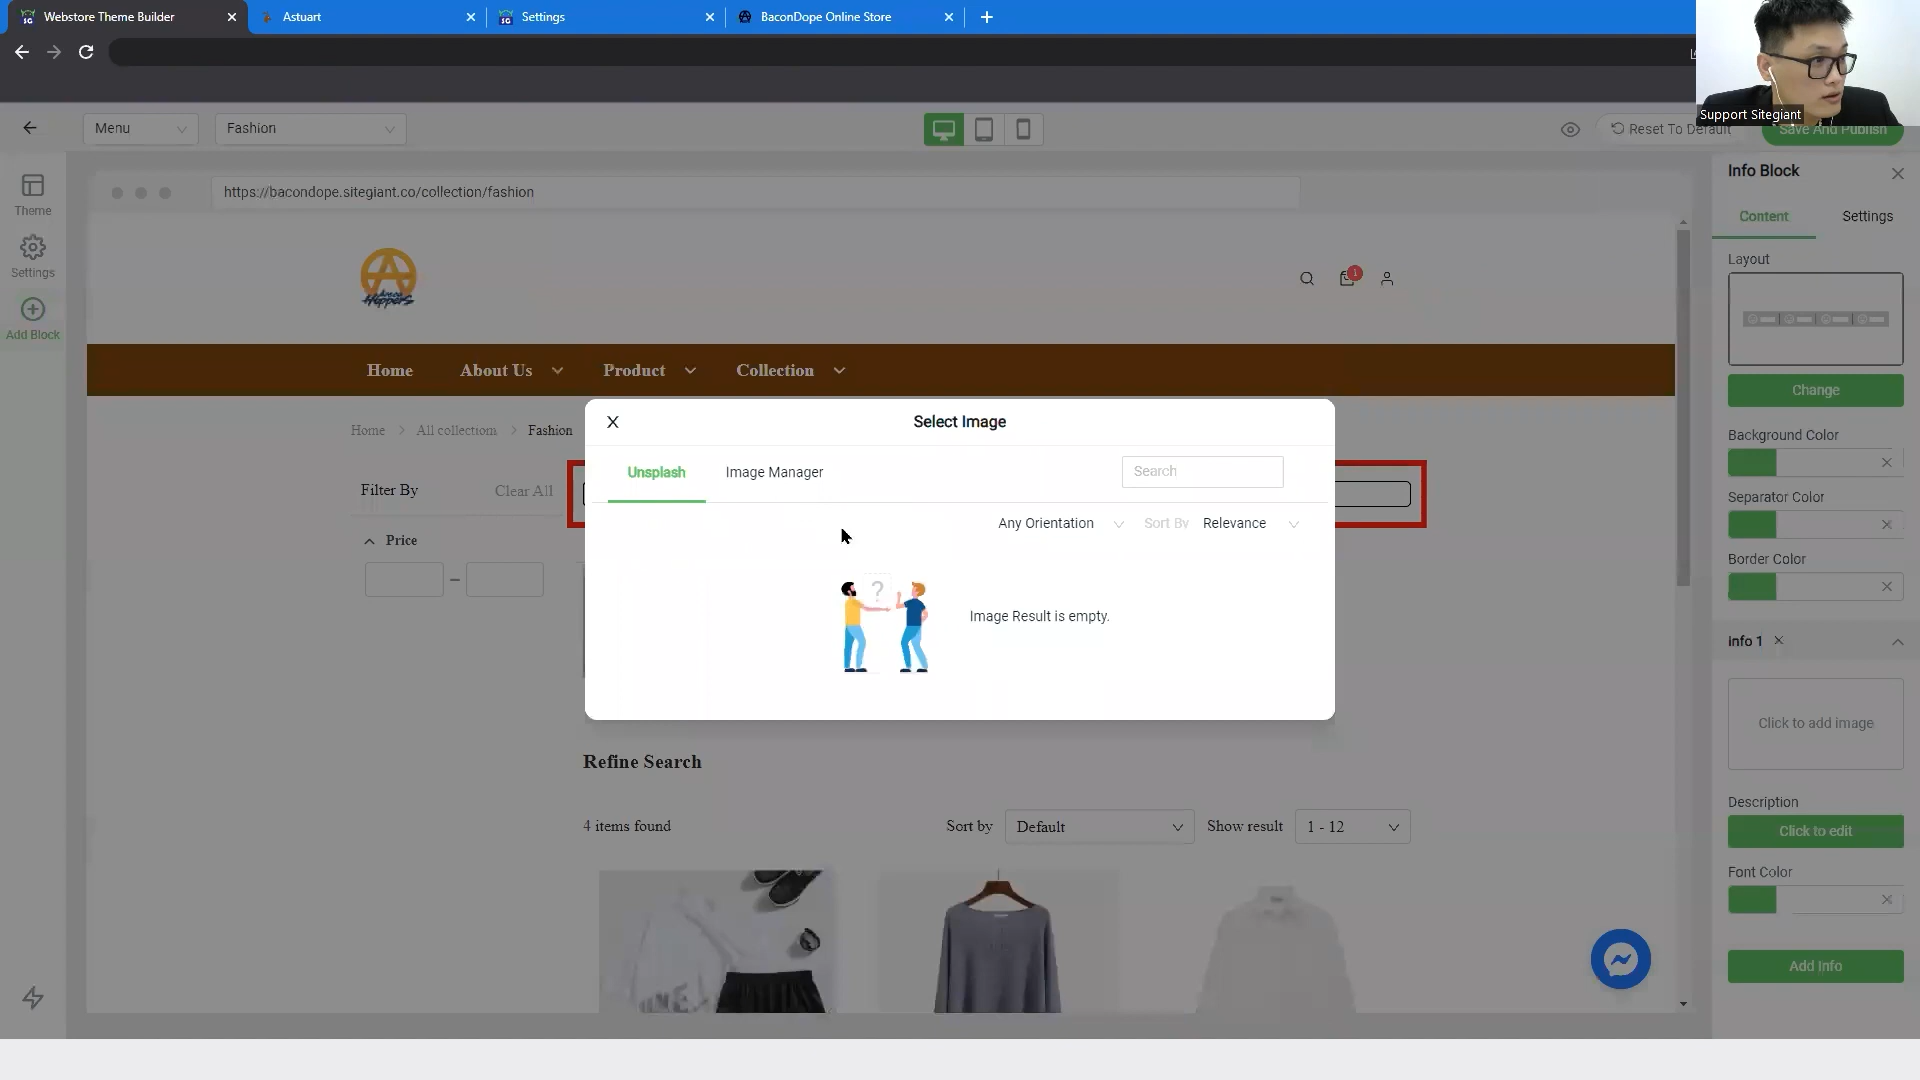 Webstore Theme Builder
Astuart
Settings
BaconDope Online Store
Support Sitegiant
Menu
Fashion
Reset To Default
Save And Publish
Theme
Settings
Add Block
https://bacondope.sitegiant.co/collection/fashion
1
Home
About Us
Product
Collection
Home
All collection
Fashion
Filter By
Clear All
Price
Select Image
Unsplash
Image Manager
Search
Any Orientation
Sort By
Relevance
?
Image Result is empty.
Refine Search
4 items found
Sort by
Default
Show result
1 - 12
Info Block
Content
Settings
Layout
Change
Background Color
Separator Color
Border Color
info 1
Click to add image
Description
Click to edit
Font Color
Add Info